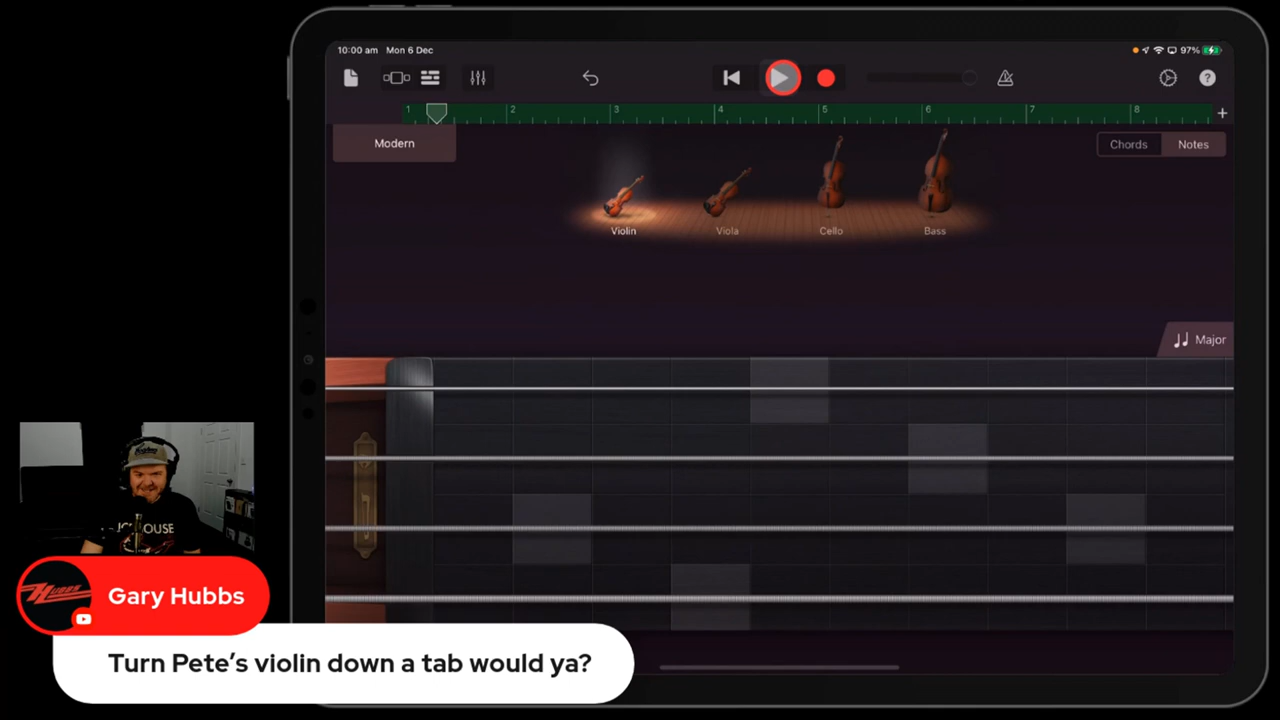 10:00 am Mon 6 Dec
97%
?
1 2 3 4 5 6 7 8 +
Modern
Chords Notes
Violin Viola Cello Bass
Major
Gary Hubbs
Turn Pete’s violin down a tab would ya?